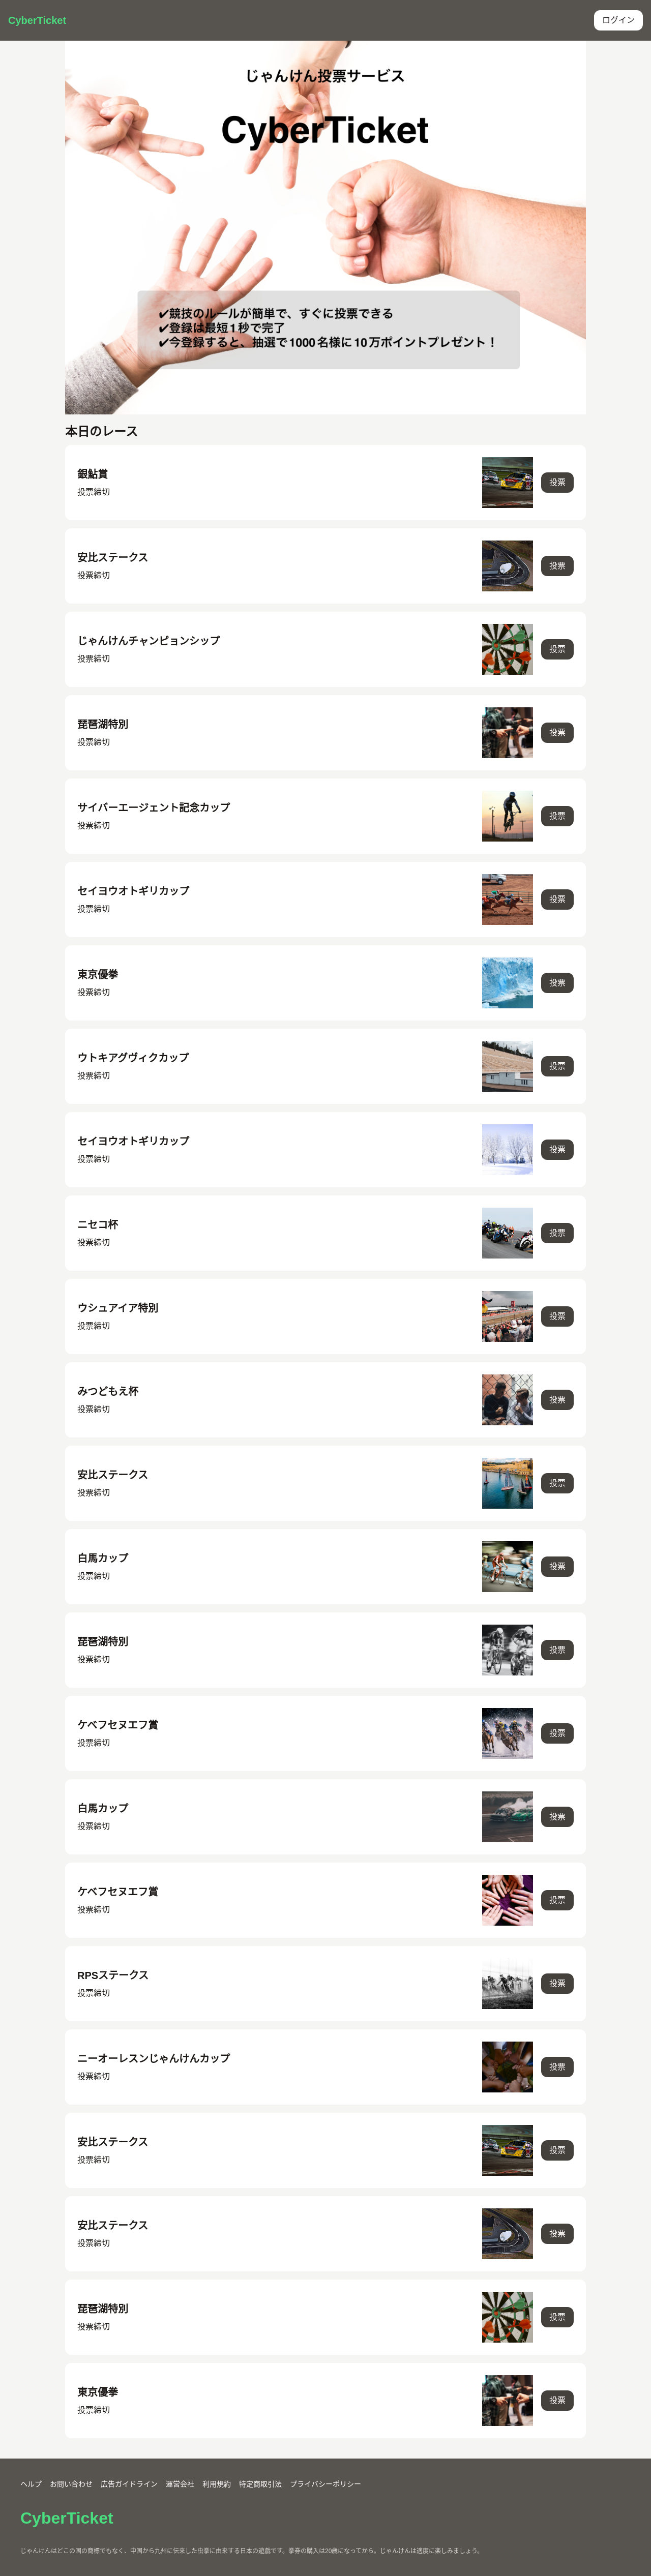 CyberTicket
ログイン
じゃんけん投票サービス
CyberTicket
✔競技のルールが簡単で、すぐに投票できる
✔登録は最短1秒で完了
✔今登録すると、抽選で1000名様に10万ポイントプレゼント！
本日のレース
銀鮎賞
投票締切
投票
安比ステークス
投票締切
投票
じゃんけんチャンピョンシップ
投票締切
投票
琵琶湖特別
投票締切
投票
サイバーエージェント記念カップ
投票締切
投票
セイヨウオトギリカップ
投票締切
投票
東京優拳
投票締切
投票
ウトキアグヴィクカップ
投票締切
投票
セイヨウオトギリカップ
投票締切
投票
ニセコ杯
投票締切
投票
ウシュアイア特別
投票締切
投票
みつどもえ杯
投票締切
投票
安比ステークス
投票締切
投票
白馬カップ
投票締切
投票
琵琶湖特別
投票締切
投票
ケベフセヌエフ賞
投票締切
投票
白馬カップ
投票締切
投票
ケベフセヌエフ賞
投票締切
投票
RPSステークス
投票締切
投票
ニーオーレスンじゃんけんカップ
投票締切
投票
安比ステークス
投票締切
投票
安比ステークス
投票締切
投票
琵琶湖特別
投票締切
投票
東京優拳
投票締切
投票
ヘルプ お問い合わせ 広告ガイドライン 運営会社 利用規約 特定商取引法 プライバシーポリシー
CyberTicket
じゃんけんはどこの国の商標でもなく、中国から九州に伝来した虫拳に由来する日本の遊戯です。拳券の購入は20歳になってから。じゃんけんは適度に楽しみましょう。